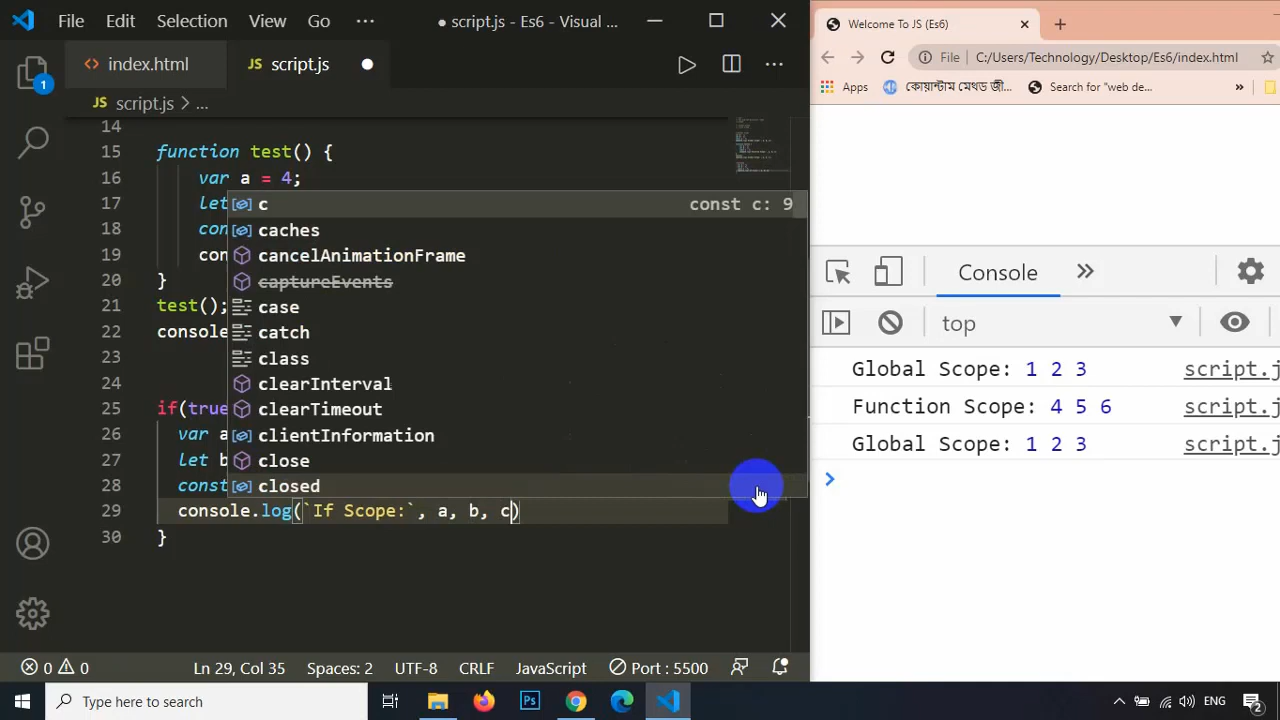 File Edit Selection View Go ··· ● script.js - Es6 - Visual ...
index.html
JS script.js
JS script.js > ...
14
15 function test() {
16 var a = 4;
17 let
18 con
19 con
20 }
21 test();
22 console
23
24
25 if(true
26 var a
27 let b
28 const
29 console.log(`If Scope:`, a, b, c)
30 }
c const c: 9
caches
cancelAnimationFrame
captureEvents
case
catch
class
clearInterval
clearTimeout
clientInformation
close
closed
1
0 0 Ln 29, Col 35 Spaces: 2 UTF-8 CRLF JavaScript Port : 5500
Welcome To JS (Es6)
File C:/Users/Technology/Desktop/Es6/index.html
Apps কোয়ান্টাম মেথড জী... Search for "web de... »
Console »
top
Global Scope: 1 2 3 script.j
Function Scope: 4 5 6 script.j
Global Scope: 1 2 3 script.j
Type here to search
Ps
ENG
2